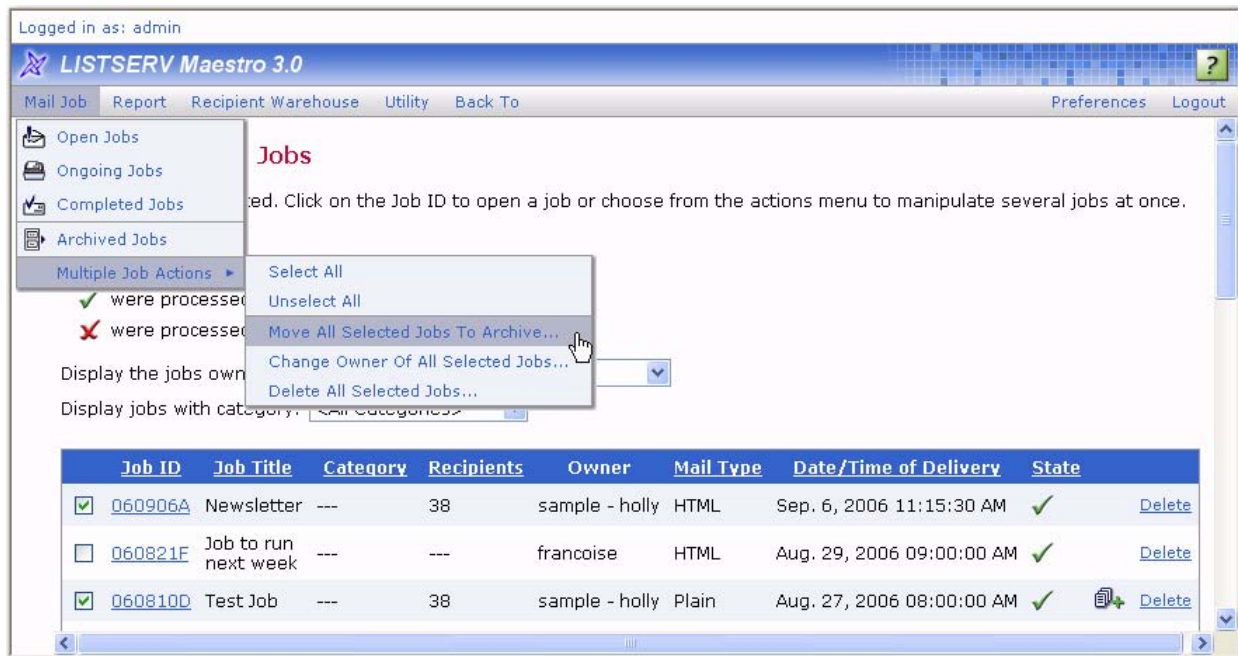 Logged in as: admin
LISTSERV Maestro 3.0
?
Mail Job Report Recipient Warehouse Utility Back To Preferences Logout
Open Jobs
Jobs
Ongoing Jobs
Completed Jobs
ted. Click on the Job ID to open a job or choose from the actions menu to manipulate several jobs at once.
Archived Jobs
Multiple Job Actions
Select All
were processed
Unselect All
were processed
Move All Selected Jobs To Archive...
Change Owner Of All Selected Jobs...
Display the jobs own
Delete All Selected Jobs...
Display jobs with category: <All Categories>
Job ID Job Title Category Recipients Owner Mail Type Date/Time of Delivery State
060906A Newsletter --- 38 sample - holly HTML Sep. 6, 2006 11:15:30 AM Delete
060821F Job to run next week --- --- francoise HTML Aug. 29, 2006 09:00:00 AM Delete
060810D Test Job --- 38 sample - holly Plain Aug. 27, 2006 08:00:00 AM Delete